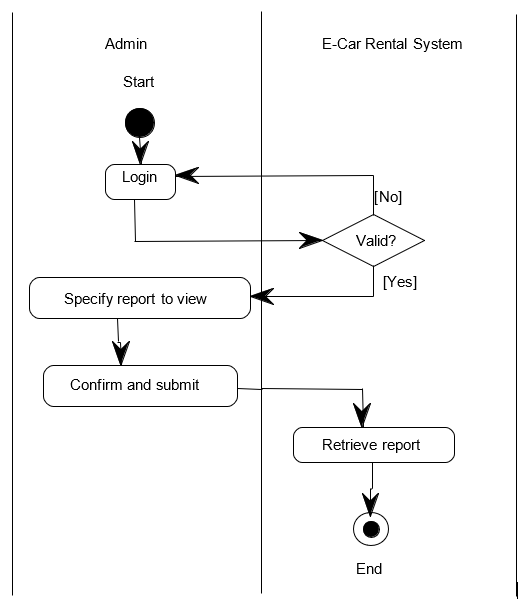 Admin
E-Car Rental System
Start
Login
[No]
Valid?
[Yes]
Specify report to view
Confirm and submit
Retrieve report
End